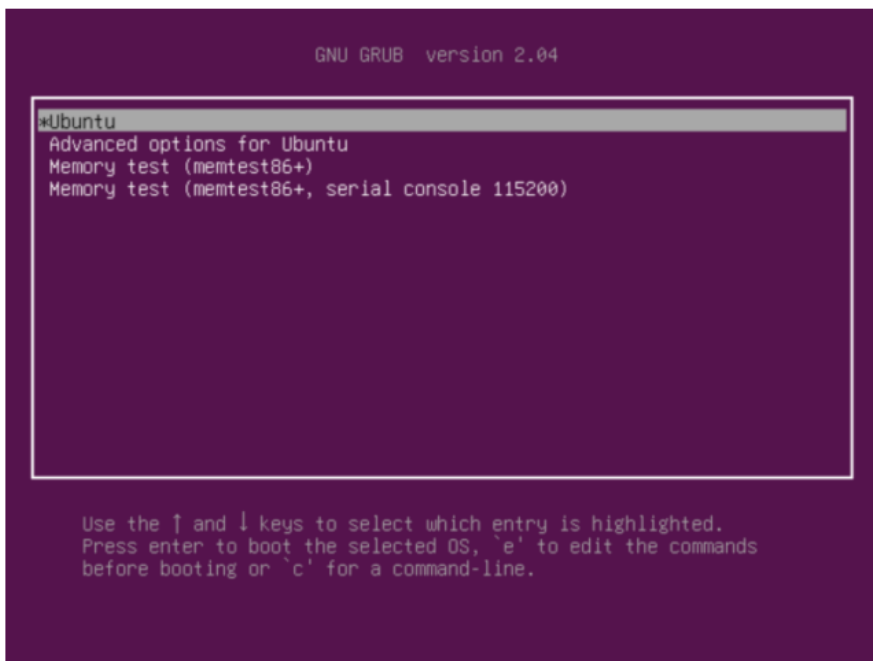 GNU GRUB  version 2.04
*Ubuntu
Advanced options for Ubuntu
Memory test (memtest86+)
Memory test (memtest86+, serial console 115200)
Use the ↑ and ↓ keys to select which entry is highlighted.
Press enter to boot the selected OS, `e' to edit the commands
before booting or `c' for a command-line.